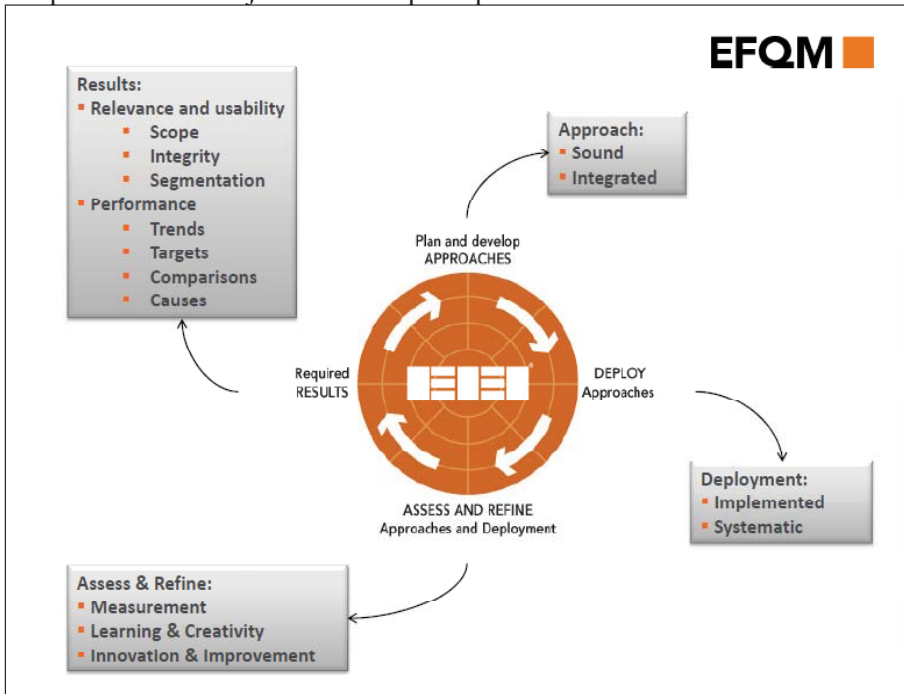 EFQM
Results:
Relevance and usability
Scope
Integrity
Segmentation
Performance
Trends
Targets
Comparisons
Causes
Approach:
Sound
Integrated
Plan and develop
APPROACHES
Required
RESULTS
DEPLOY
Approaches
ASSESS AND REFINE
Approaches and Deployment
Deployment:
Implemented
Systematic
Assess & Refine:
Measurement
Learning & Creativity
Innovation & Improvement